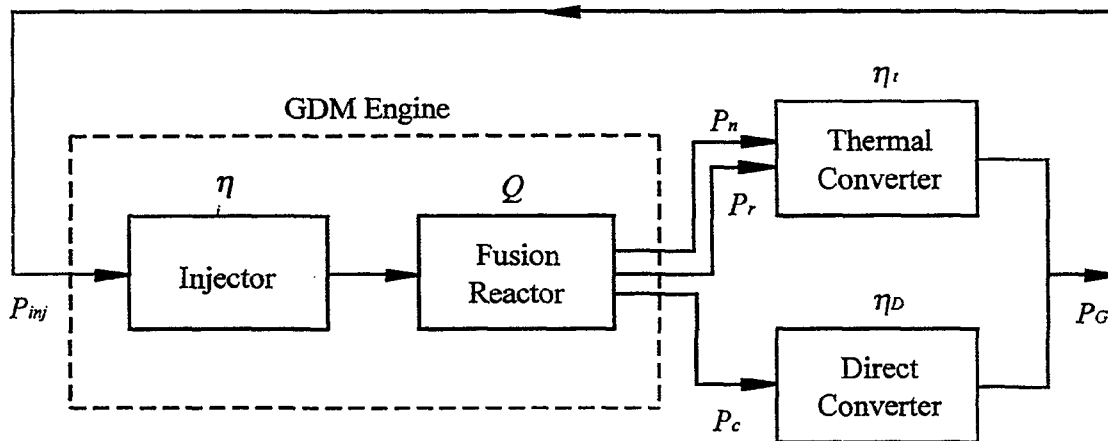 η t
GDM Engine
P n
Thermal
Converter
η i
Q
P r
Injector
Fusion
Reactor
P inj
η D
P G
Direct
Converter
P c